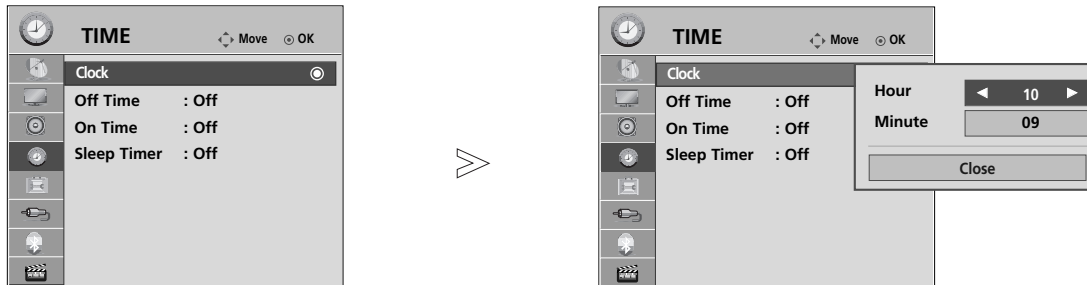 TIME Move OK
Clock
Off Time : Off
On Time : Off
Sleep Timer : Off
TIME Move OK
Clock
Off Time : Off
On Time : Off
Sleep Timer : Off
Hour 10
Minute 09
Close